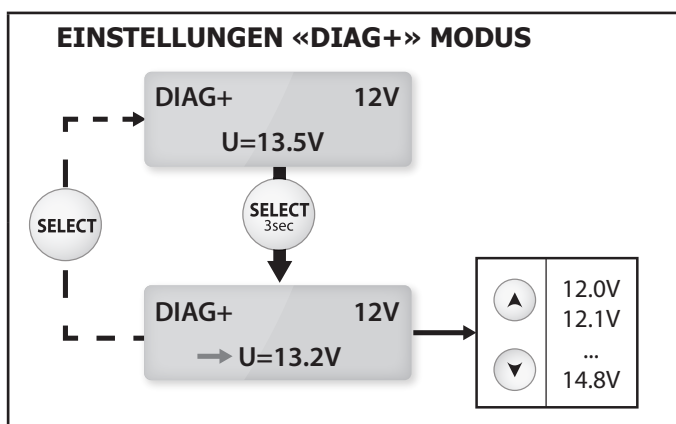 EINSTELLUNGEN «DIAG+» MODUS
DIAG+ 12V
U=13.5V
SELECT
SELECT
3sec
DIAG+ 12V
U=13.2V
12.0V
12.1V
...
14.8V